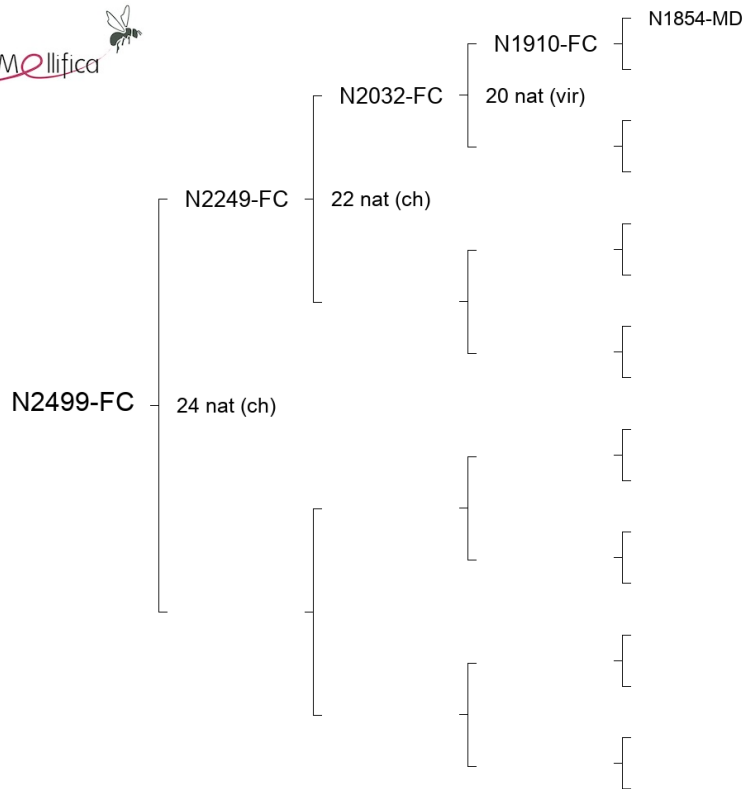 Mellifica
N1854-MD
N1910-FC
N2032-FC
20 nat (vir)
N2249-FC
22 nat (ch)
N2499-FC
24 nat (ch)